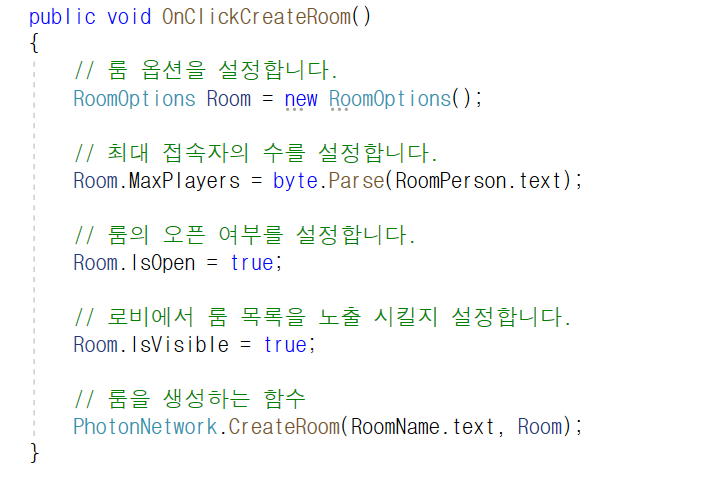 public void OnClickCreateRoom()
{
// 룸 옵션을 설정합니다.
RoomOptions Room = new RoomOptions();
// 최대 접속자의 수를 설정합니다.
Room.MaxPlayers = byte.Parse(RoomPerson.text);
// 룸의 오픈 여부를 설정합니다.
Room.IsOpen = true;
// 로비에서 룸 목록을 노출 시킬지 설정합니다.
Room.IsVisible = true;
// 룸을 생성하는 함수
PhotonNetwork.CreateRoom(RoomName.text, Room);
}